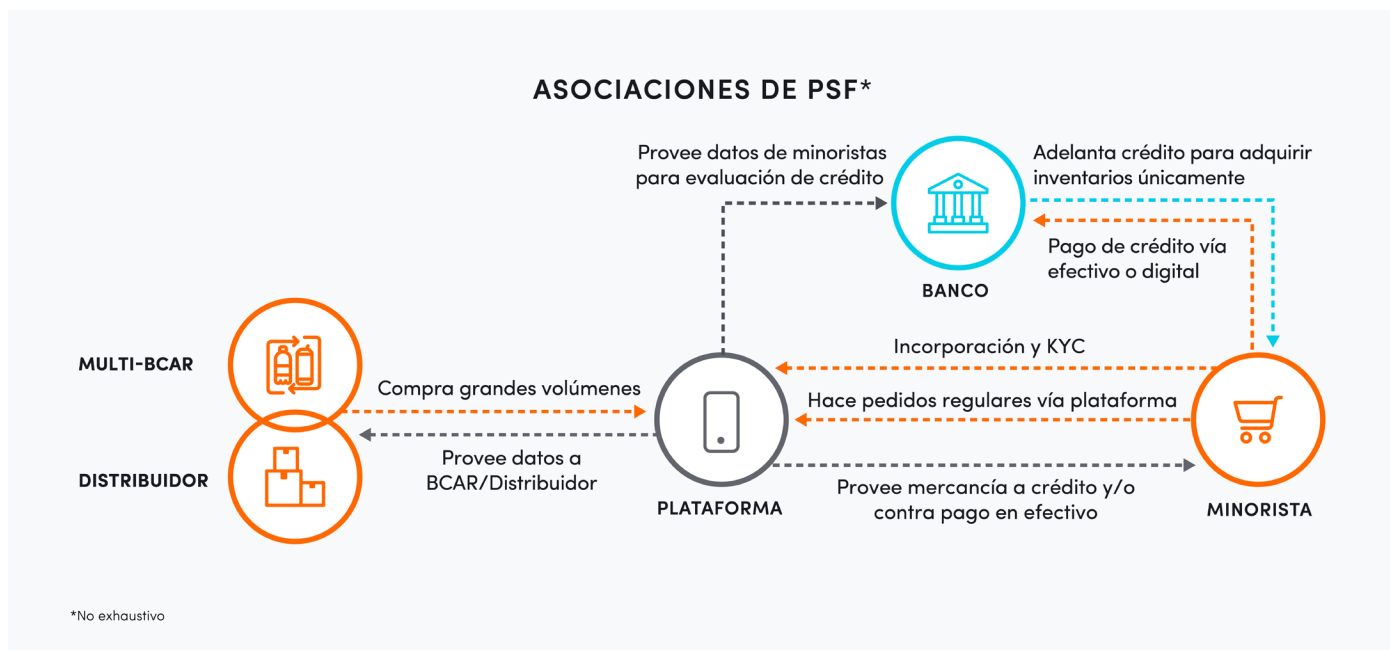 ASOCIACIONES DE PSF*
Provee datos de minoristas
para evaluación de crédito
Adelanta crédito para adquirir
inventarios únicamente
Pago de crédito vía
efectivo o digital
BANCO
MULTI-BCAR
Incorporación y KYC
Compra grandes volúmenes
Hace pedidos regulares vía plataforma
Provee datos a
BCAR/Distribuidor
DISTRIBUIDOR
Provee mercancía a crédito y/o
contra pago en efectivo
PLATAFORMA
MINORISTA
*No exhaustivo